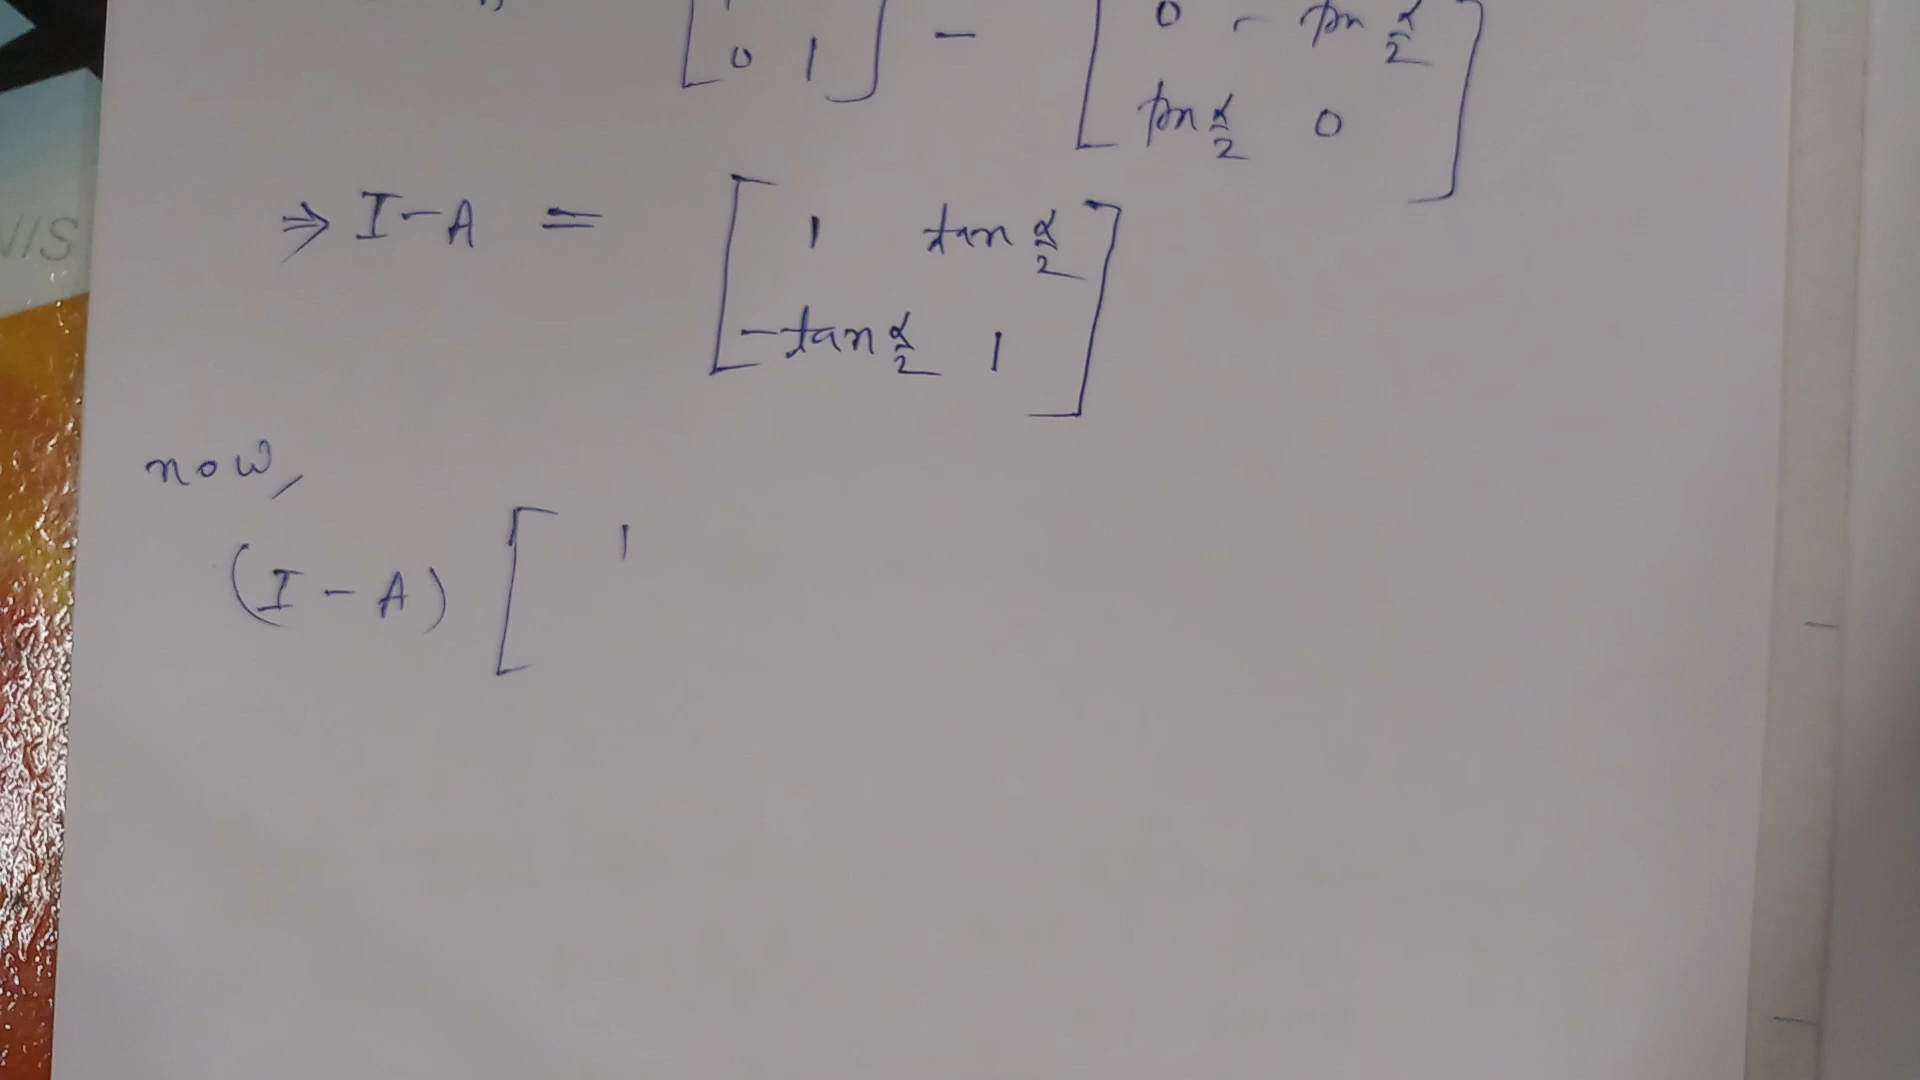 [0 1] - [0 - tan α/2
tan α/2 0]
⇒ I-A = [1 tan α/2
-tan α/2 1]
now,
(I-A) [1